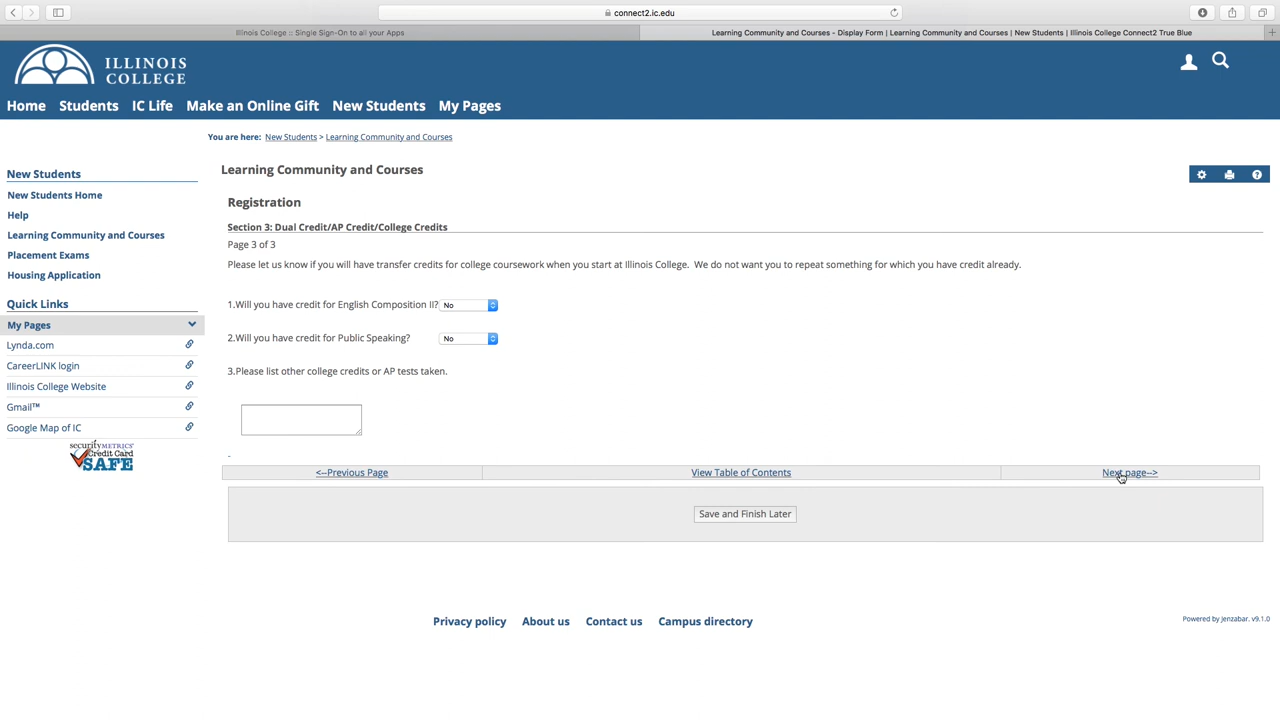 connect2.ic.edu
Illinois College :: Single Sign-On to all your Apps
Learning Community and Courses - Display Form | Learning Community and Courses | New Students | Illinois College Connect2 True Blue
ILLINOIS
COLLEGE
Home Students IC Life Make an Online Gift New Students My Pages
You are here: New Students > Learning Community and Courses
New Students
New Students Home
Help
Learning Community and Courses
Placement Exams
Housing Application
Quick Links
My Pages
Lynda.com
CareerLINK login
Illinois College Website
Gmail™
Google Map of IC
securityMETRICS
Credit Card
SAFE
Learning Community and Courses
Registration
Section 3: Dual Credit/AP Credit/College Credits
Page 3 of 3
Please let us know if you will have transfer credits for college coursework when you start at Illinois College. We do not want you to repeat something for which you have credit already.
1.Will you have credit for English Composition II? No
2.Will you have credit for Public Speaking? No
3.Please list other college credits or AP tests taken.
<--Previous Page View Table of Contents Next page-->
Save and Finish Later
Privacy policy About us Contact us Campus directory
Powered by Jenzabar. v9.1.0